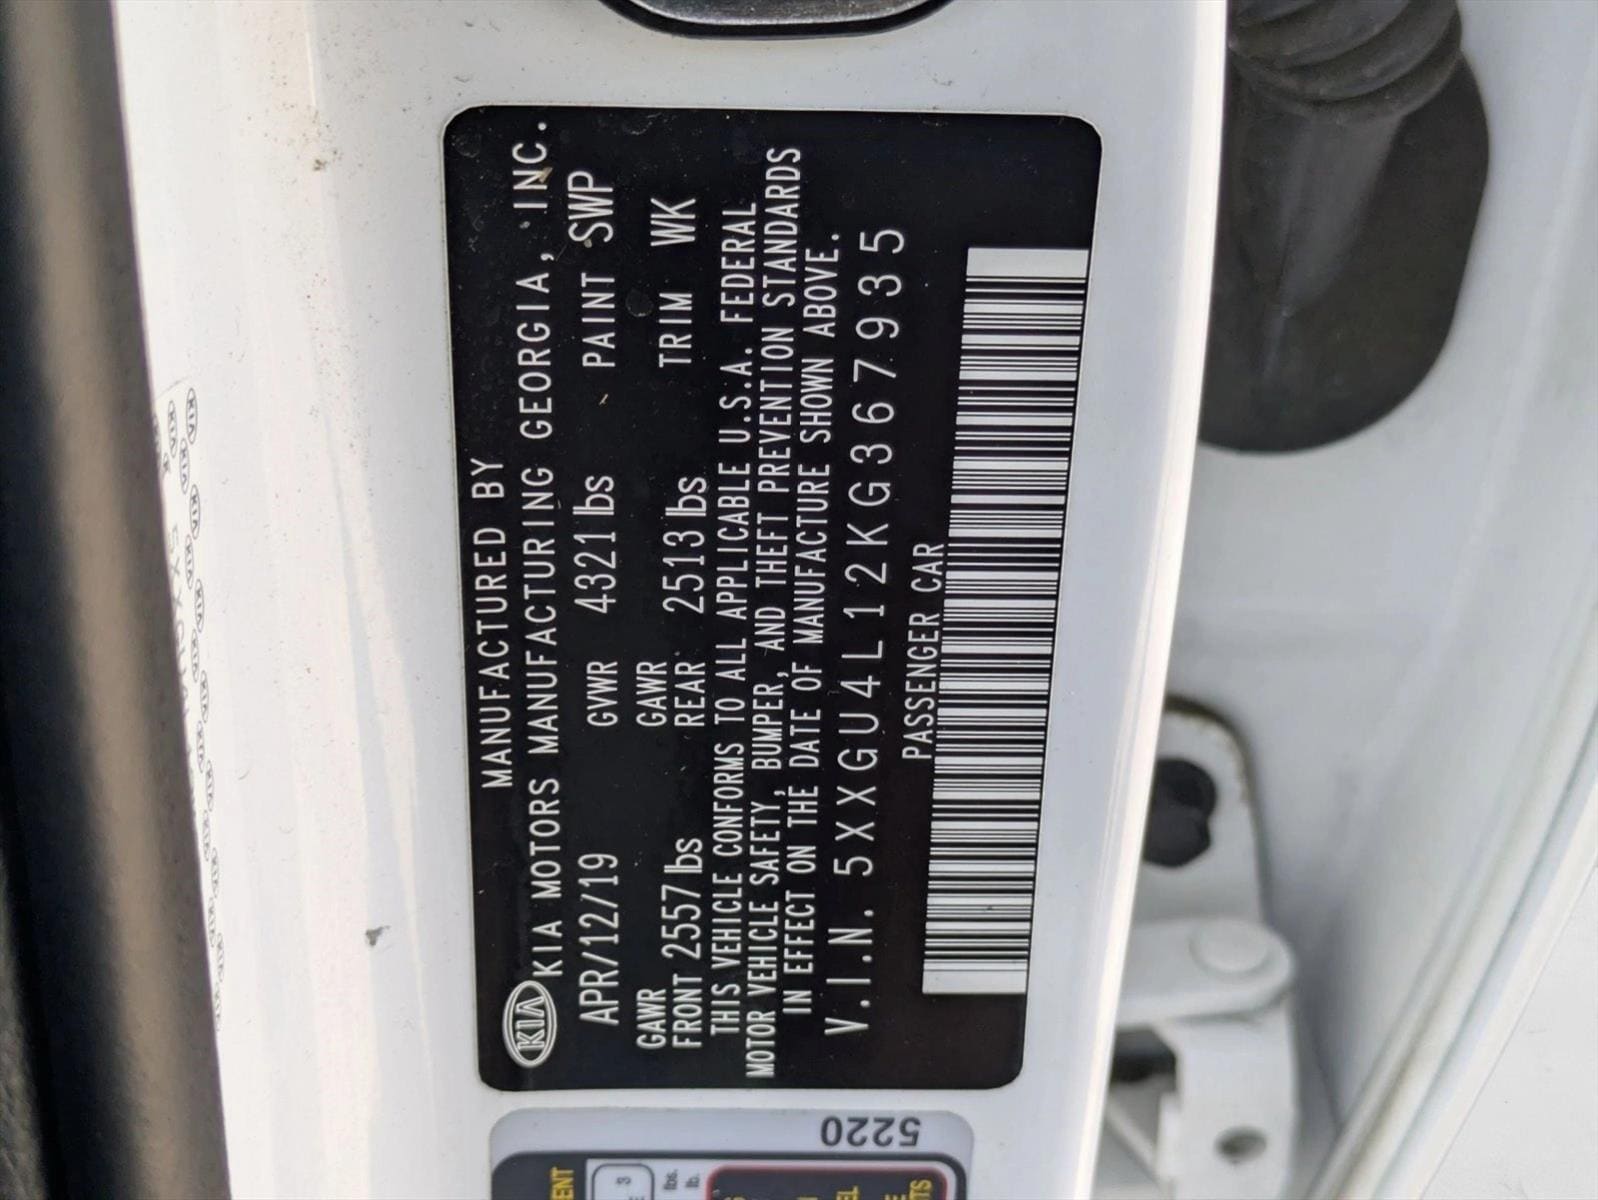 MANUFACTURED BY
KIA KIA MOTORS MANUFACTURING GEORGIA, INC.
APR/12/19 GVWR 4321 lbs PAINT SWP
GAWR FRONT 2557 lbs GAWR REAR 2513 lbs TRIM WK
THIS VEHICLE CONFORMS TO ALL APPLICABLE U.S.A. FEDERAL
MOTOR VEHICLE SAFETY, BUMPER, AND THEFT PREVENTION STANDARDS
IN EFFECT ON THE DATE OF MANUFACTURE SHOWN ABOVE.
V.I.N. 5XXGU4L12KG367935
PASSENGER CAR
5220